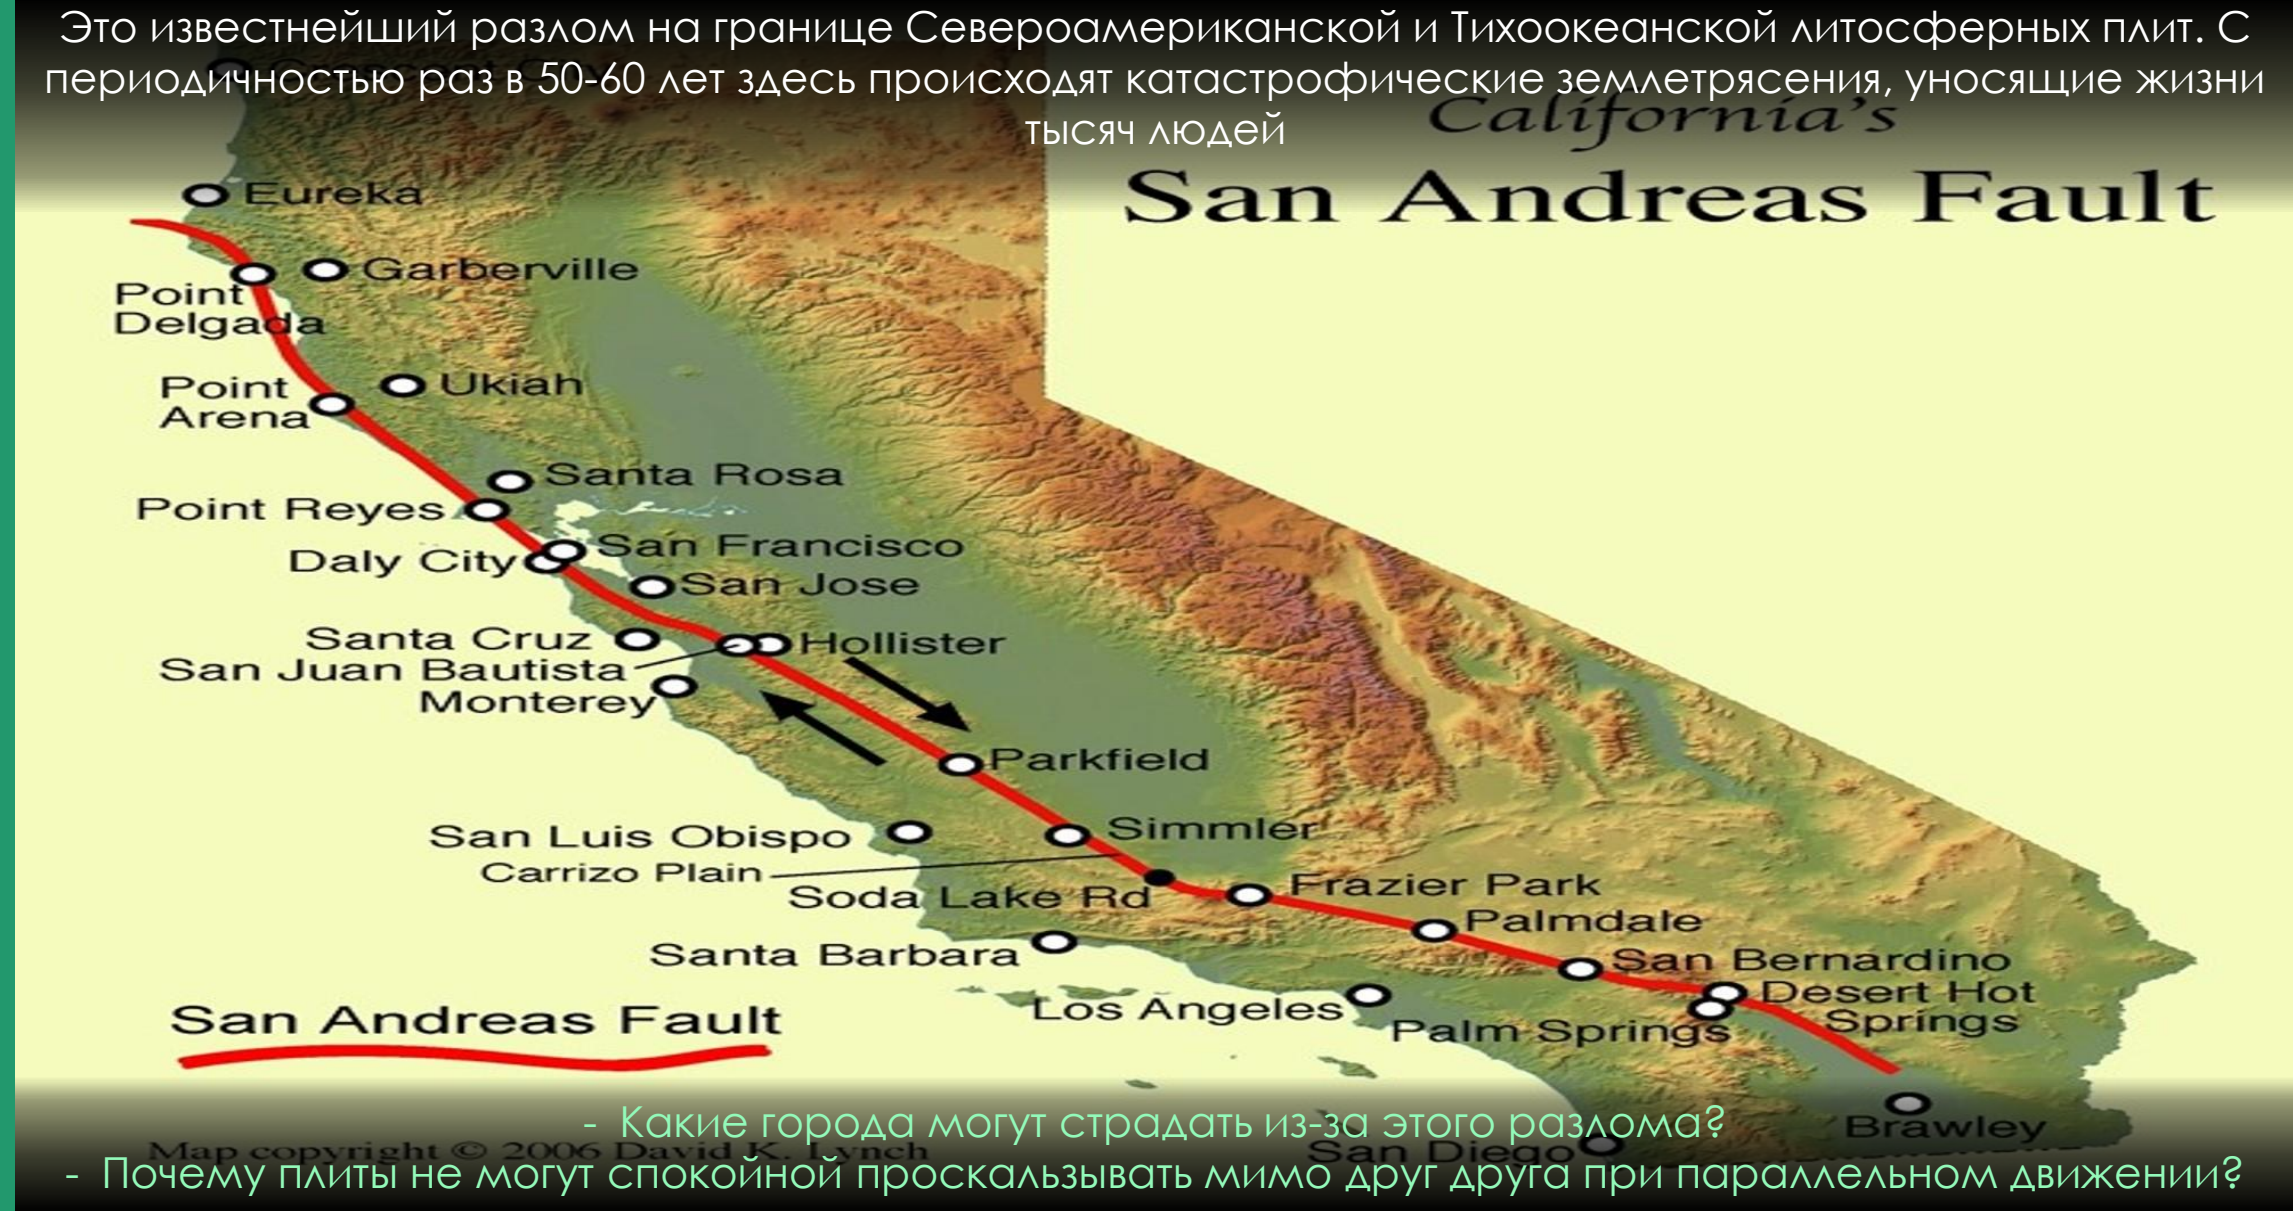 Это известнейший разлом на границе Североамериканской и Тихоокеанской литосферных плит. С
периодичностью раз в 50-60 лет здесь происходят катастрофические землетрясения, уносящие жизни
тысяч людей
California's
San Andreas Fault
Eureka
Garberville
Point
Delgada
Point
Arena
Ukiah
Santa Rosa
Point Reyes
San Francisco
Daly City
San Jose
Santa Cruz
Hollister
San Juan Bautista
Monterey
Parkfield
San Luis Obispo
Simmler
Carrizo Plain
Soda Lake Rd
Frazier Park
Palmdale
Santa Barbara
San Bernardino
Desert Hot
Springs
Los Angeles
Palm Springs
San Andreas Fault
Brawley
San Diego
Map copyright © 2006 David K. Lynch
- Какие города могут страдать из-за этого разлома?
- Почему плиты не могут спокойной проскальзывать мимо друг друга при параллельном движении?